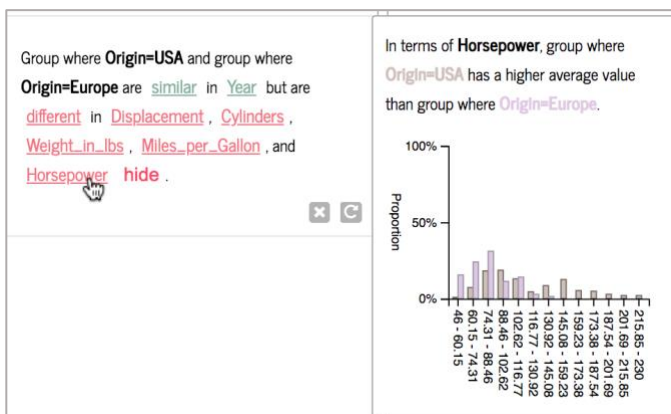 Group where Origin=USA and group where
Origin=Europe are similar in Year but are
different in Displacement , Cylinders ,
Weight_in_lbs , Miles_per_Gallon , and
Horsepower hide .
In terms of Horsepower, group where
Origin=USA has a higher average value
than group where Origin=Europe.
100%
50%
0%
Proportion
46 - 60.15
60.15 - 74.31
74.31 - 88.46
88.46 - 102.62
102.62 - 116.77
116.77 - 130.92
130.92 - 145.08
145.08 - 159.23
159.23 - 173.38
173.38 - 187.54
187.54 - 201.69
201.69 - 215.85
215.85 - 230